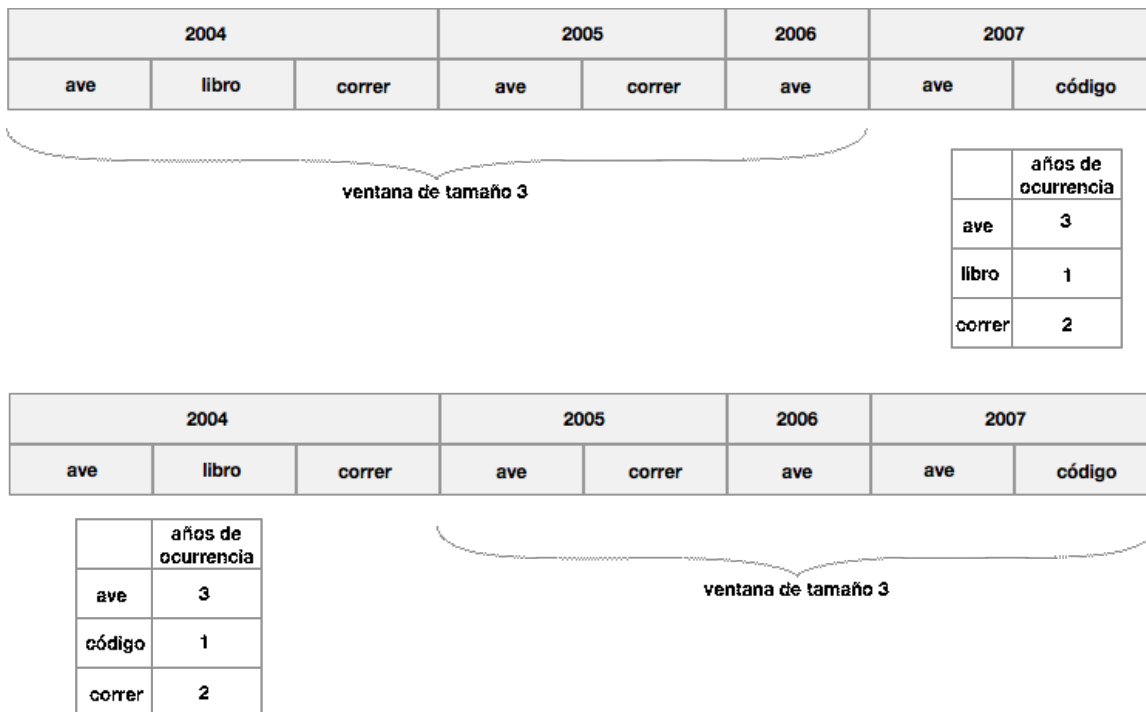 2004 2005 2006 2007
ave libro correr ave correr ave ave código
ventana de tamaño 3
años de
ocurrencia
ave 3
libro 1
correr 2
2004 2005 2006 2007
ave libro correr ave correr ave ave código
años de
ocurrencia
ventana de tamaño 3
ave 3
código 1
correr 2